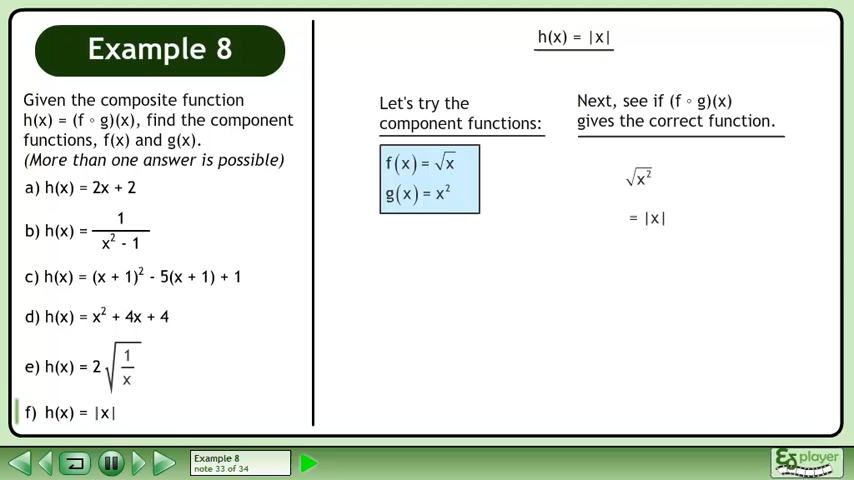 Example 8
Given the composite function
h(x) = (f ∘ g)(x), find the component
functions, f(x) and g(x).
(More than one answer is possible)
a) h(x) = 2x + 2
b) h(x) = 1 / (x² - 1)
c) h(x) = (x + 1)² - 5(x + 1) + 1
d) h(x) = x² + 4x + 4
e) h(x) = 2√(1/x)
f) h(x) = |x|
h(x) = |x|
Let's try the
component functions:
f(x) = √x
g(x) = x²
Next, see if (f ∘ g)(x)
gives the correct function.
√x²
= |x|
Example 8
note 33 of 34
player